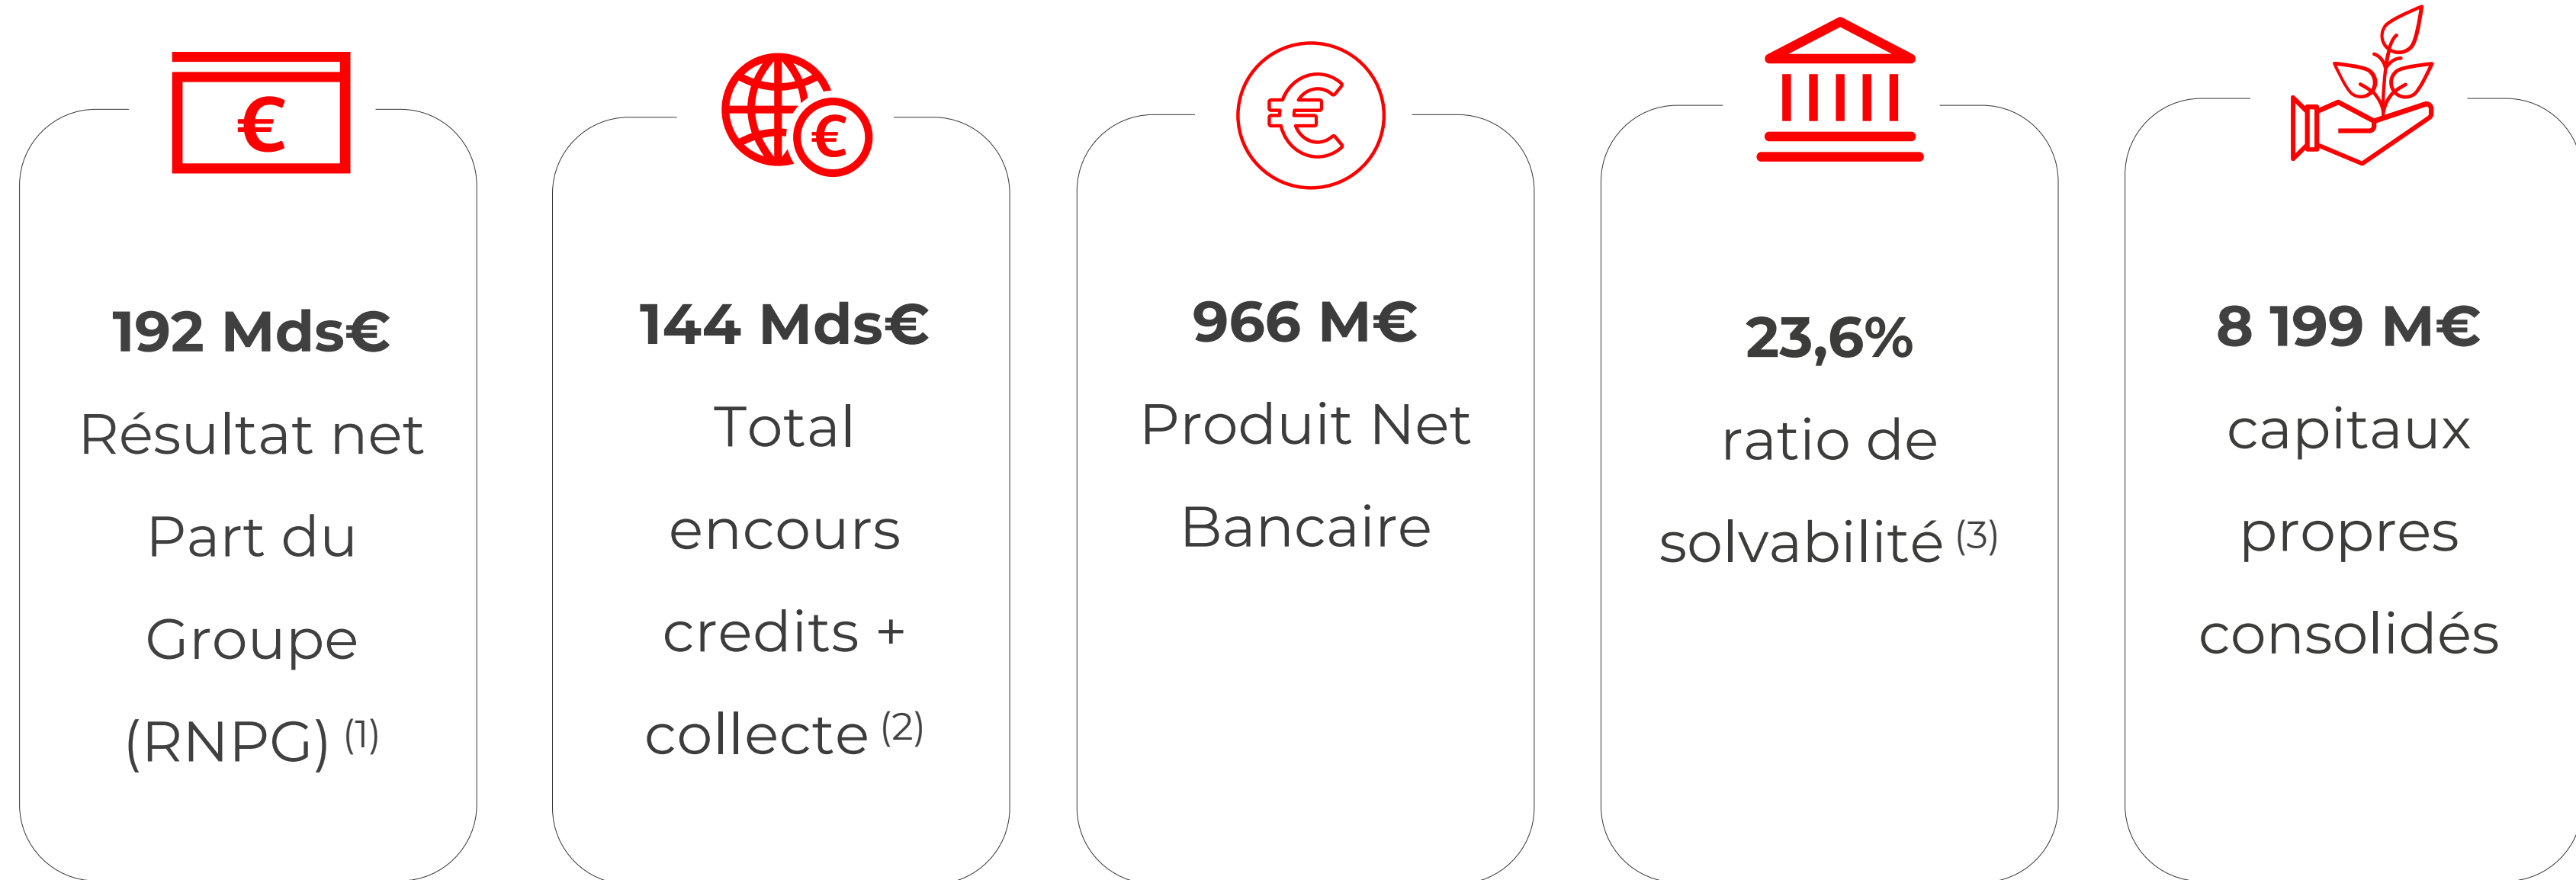 192 Mds€
Résultat net
Part du
Groupe
(RNPG) (1)
144 Mds€
Total
encours
credits +
collecte (2)
966 M€
Produit Net
Bancaire
23,6%
ratio de
solvabilité (3)
8 199 M€
capitaux
propres
consolidés